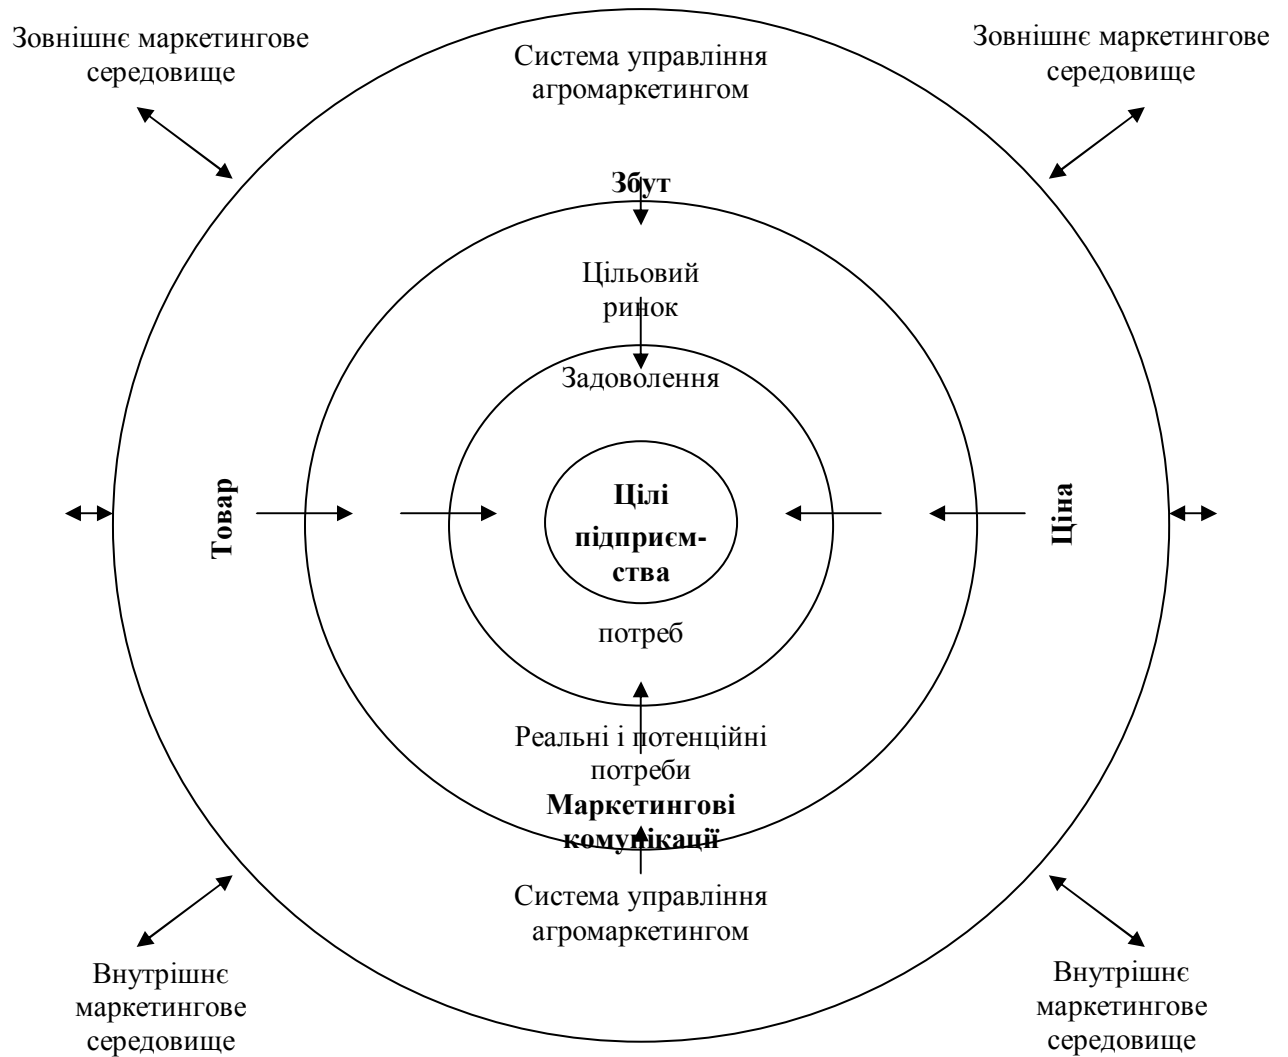 Зовнішнє маркетингове
середовище
Система управління
агромаркетингом
Зовнішнє маркетингове
середовище
Збут
Цільовий
ринок
Задоволення
Товар
Цілі
підприєм-
ства
Ціна
потреб
Реальні і потенційні
потреби
Маркетингові
комунікації
Система управління
агромаркетингом
Внутрішнє
маркетингове
середовище
Внутрішнє
маркетингове
середовище